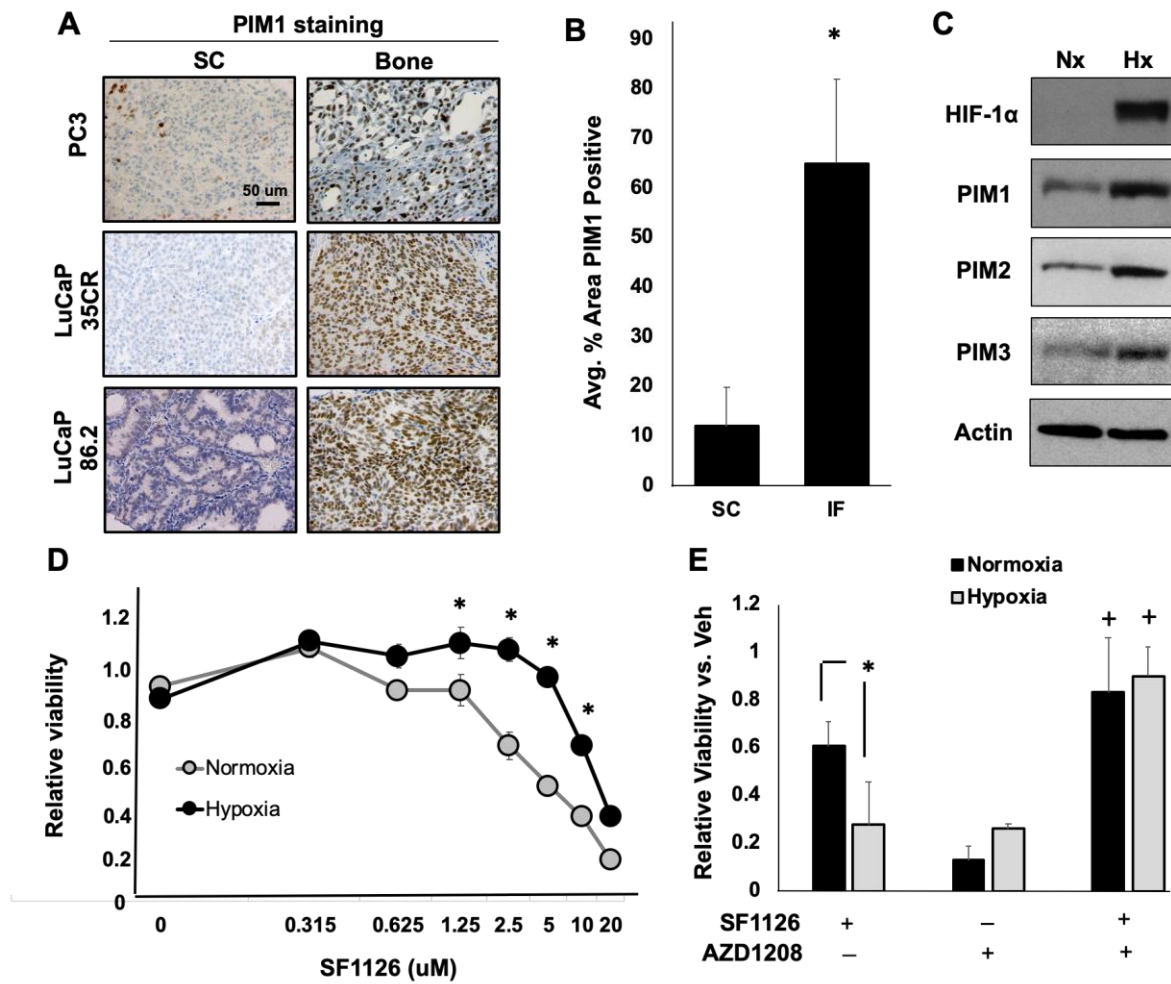 A
PIM1 staining
SC Bone
PC3
50 um
LuCaP
35CR
LuCaP
86.2
B
Avg. % Area PIM1 Positive
90
80
70
60
50
40
30
20
10
0
*
SC IF
C
Nx Hx
HIF-1α
PIM1
PIM2
PIM3
Actin
D
Relative viability
1.2
1.0
0.8
0.6
0.4
0.2
0
* * * *
Normoxia
Hypoxia
0 0.315 0.625 1.25 2.5 5 10 20
SF1126 (uM)
E
Normoxia
Hypoxia
Relative Viability vs. Veh
1.2
1
0.8
0.6
0.4
0.2
0
* + +
SF1126 + – +
AZD1208 – + +